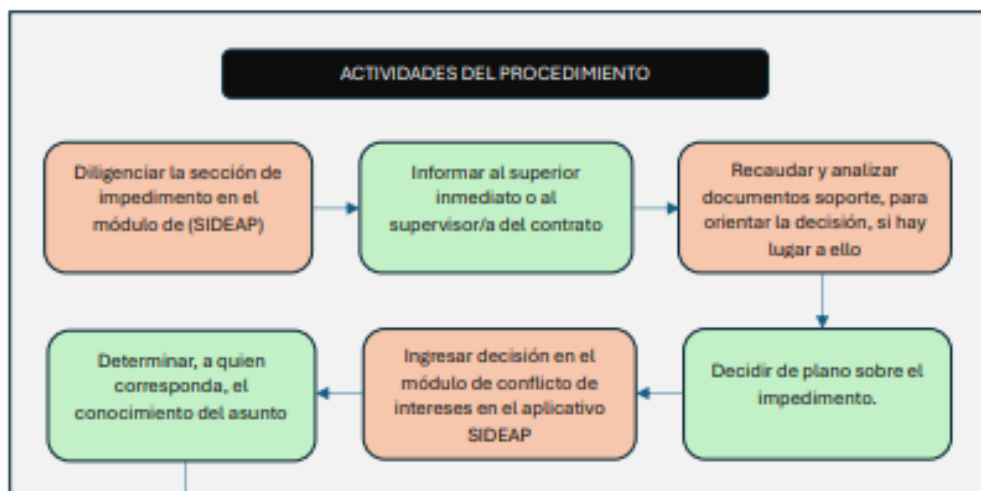 ACTIVIDADES DEL PROCEDIMIENTO
Diligenciar la sección de
impedimento en el
módulo de (SIDEAP)
Informar al superior
inmediato o al
supervisor/a del contrato
Recaudar y analizar
documentos soporte, para
orientar la decisión, si hay
lugar a ello
Decidir de plano sobre el
impedimento.
Ingresar decisión en el
módulo de conflicto de
intereses en el aplicativo
SIDEAP
Determinar, a quien
corresponda, el
conocimiento del asunto